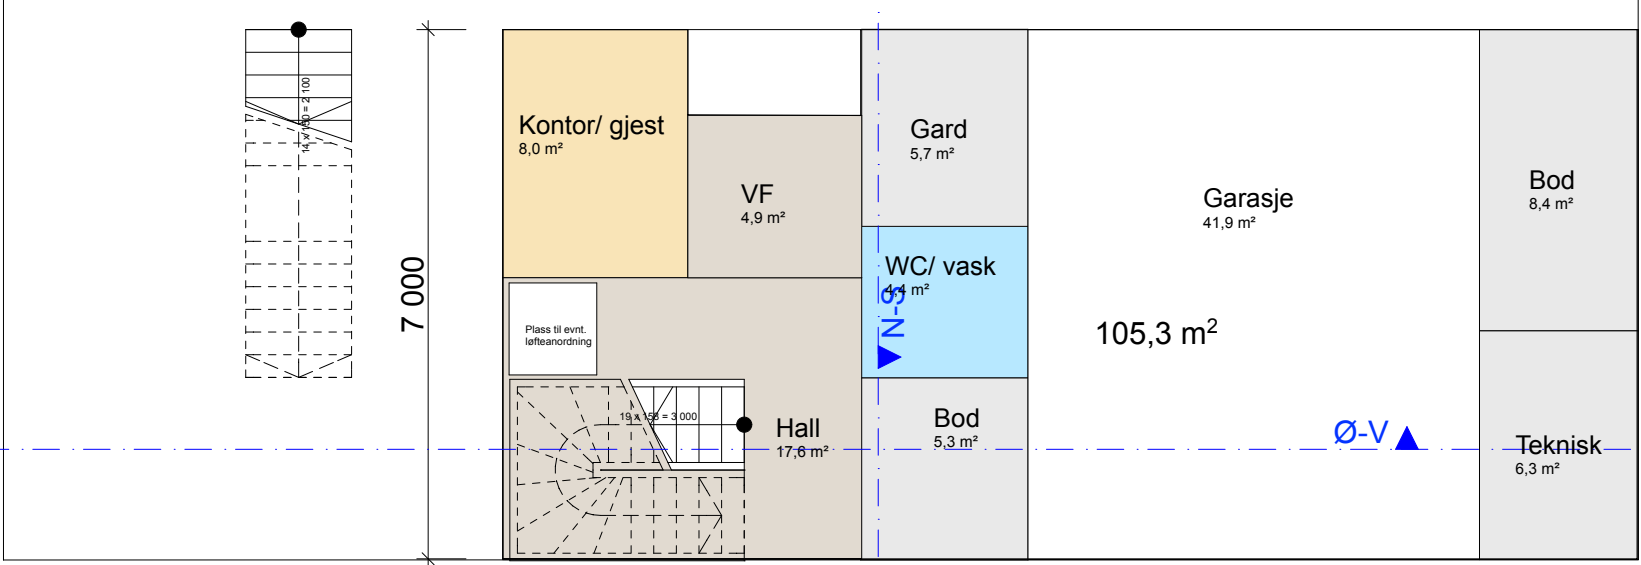 14 x 150 = 2 100
7 000
Kontor/ gjest
8,0 m²
VF
4,9 m²
Gard
5,7 m²
WC/ vask
4,4 m²
N-S
Plass til evnt.
løfteanordning
19 x 158 = 3 000
Hall
17,6 m²
Bod
5,3 m²
Garasje
41,9 m²
105,3 m²
Ø-V
Bod
8,4 m²
Teknisk
6,3 m²